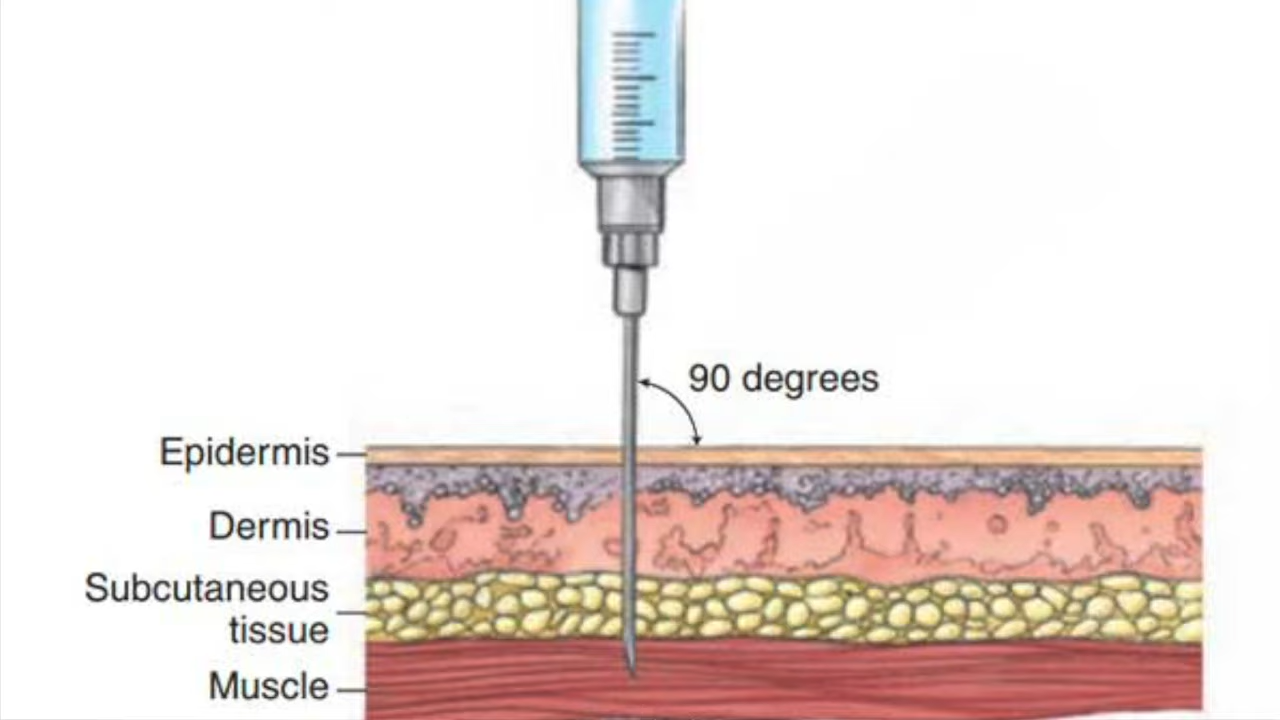 90 degrees
Epidermis
Dermis
Subcutaneous
tissue
Muscle